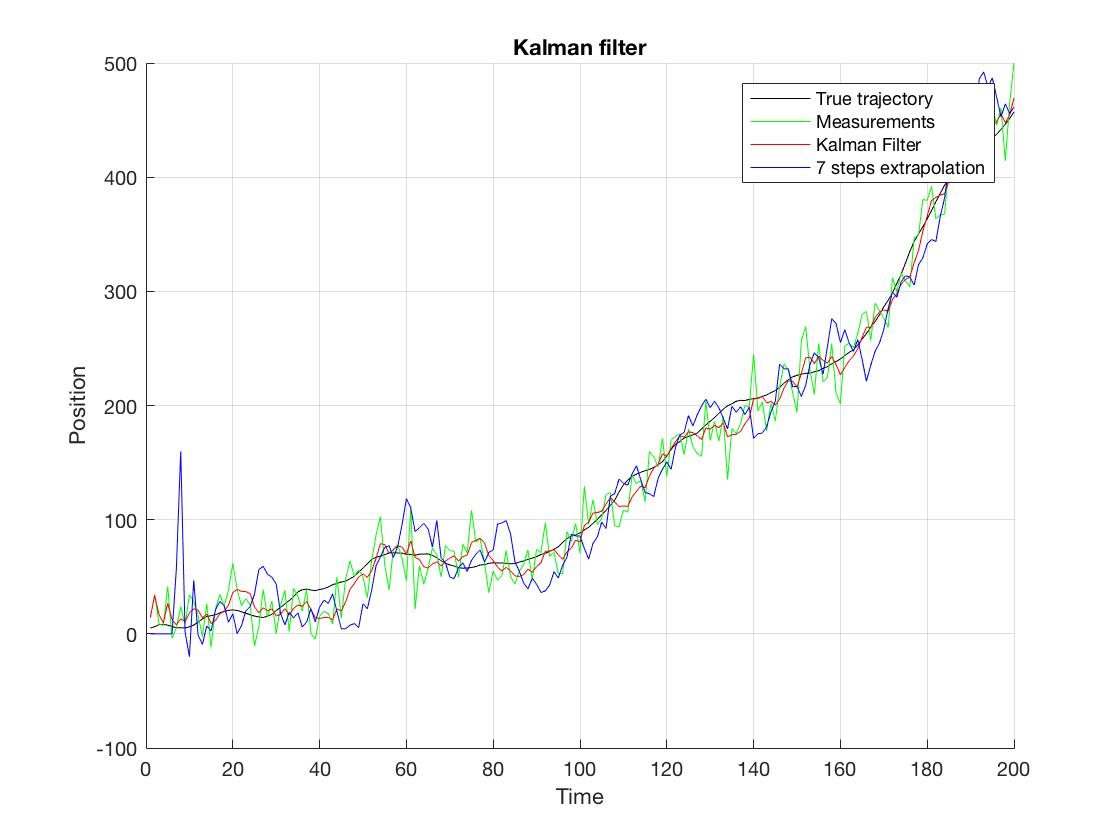 Kalman filter
500
400
300
200
100
0
-100
Position
True trajectory
Measurements
Kalman Filter
7 steps extrapolation
0 20 40 60 80 100 120 140 160 180 200
Time